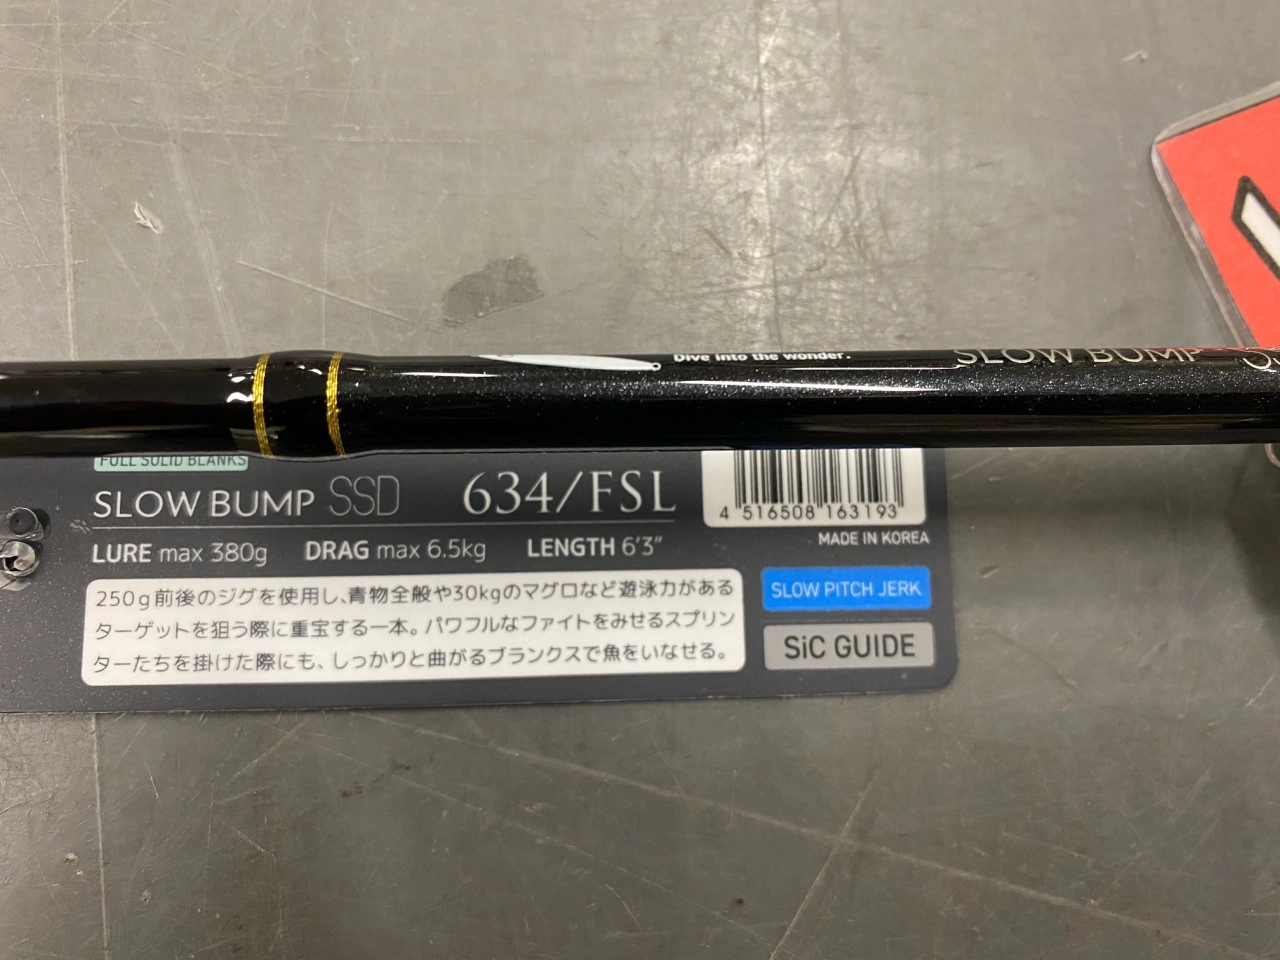 Dive into the wonder.
SLOW BUMP
FULL SOLID BLANKS
SLOW BUMP SSD 634/FSL
4 516508 163193
MADE IN KOREA
LURE max 380g DRAG max 6.5kg LENGTH 6'3"
SLOW PITCH JERK
SiC GUIDE
250g前後のジグを使用し、青物全般や30kgのマグロなど遊泳力がある
ターゲットを狙う際に重宝する一本。パワフルなファイトをみせるスプリン
ターたちを掛けた際にも、しっかりと曲がるブランクスで魚をいなせる。